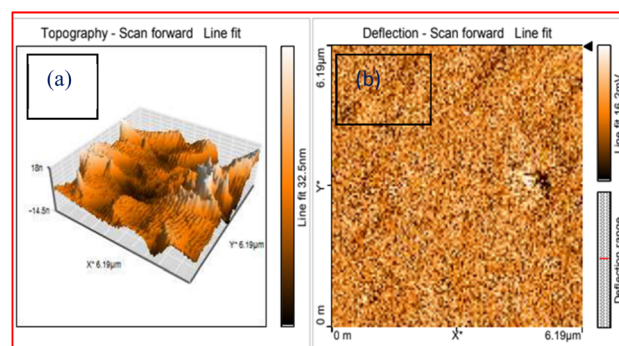 Topography - Scan forward Line fit
(a)
18n
-14.5n
X* 6.19µm
Y* 6.19µm
Line fit 32.5nm
Deflection - Scan forward Line fit
(b)
6.19µm
Y*
0 m
0 m
X*
6.19µm
Line fit 16.2mV
Deflection range